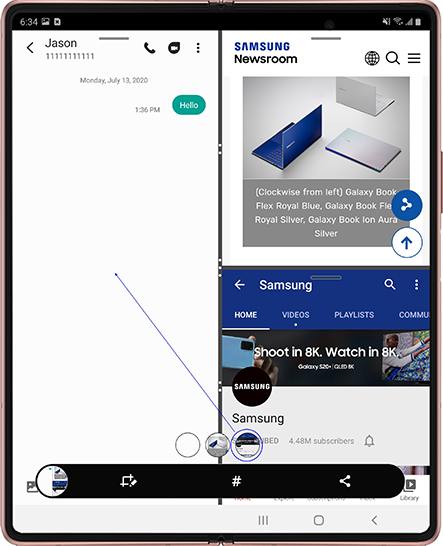 6:34
Jason
11111111111
Monday, July 13, 2020
1:36 PM
Hello
SAMSUNG
Newsroom
(Clockwise from left) Galaxy Book
Flex Royal Blue, Galaxy Book Flex
Royal Silver, Galaxy Book Ion Aura
Silver
Samsung
HOME VIDEOS PLAYLISTS COMMU
Shoot in 8K. Watch in 8K.
Galaxy S20+ | QLED 8K
SAMSUNG
Samsung
BED 4.48M subscribers
#
Home Library